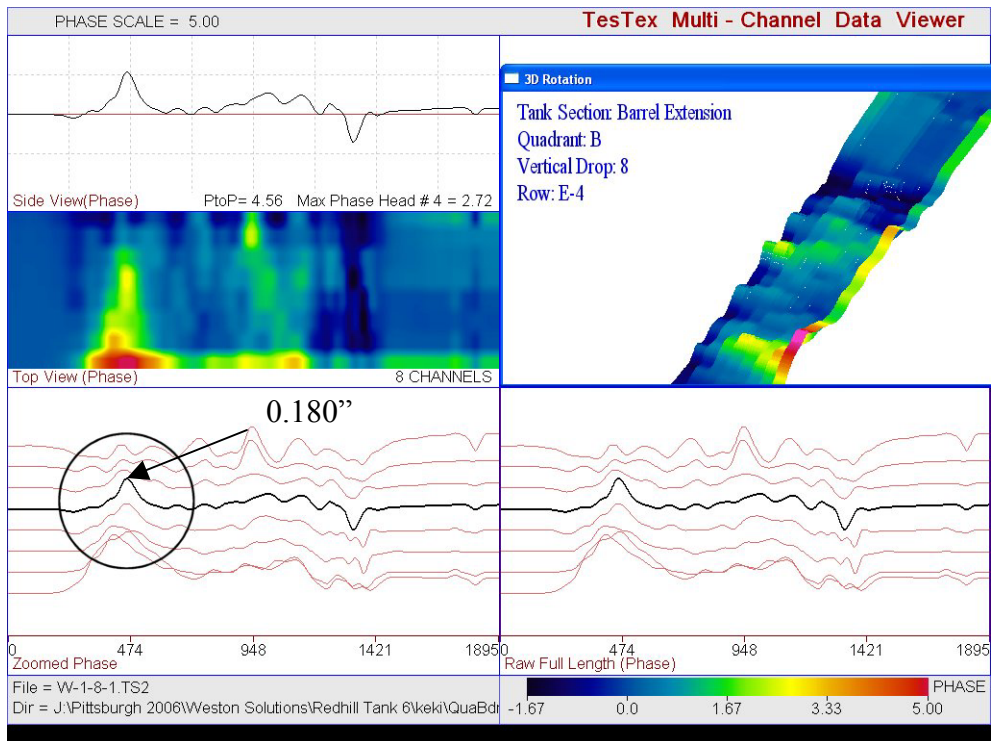 PHASE SCALE = 5.00
TesTex Multi - Channel Data Viewer
Side View(Phase) PtoP= 4.56 Max Phase Head # 4 = 2.72
3D Rotation
Tank Section: Barrel Extension
Quadrant: B
Vertical Drop: 8
Row: E-4
Top View (Phase) 8 CHANNELS
0.180”
0 474 948 1421 1895
Zoomed Phase
0 474 948 1421 1895
Raw Full Length (Phase)
File = W-1-8-1.TS2
Dir = J:\Pittsburgh 2006\Weston Solutions\Redhill Tank 6\keki\QuaBdr
PHASE
-1.67 0.0 1.67 3.33 5.00